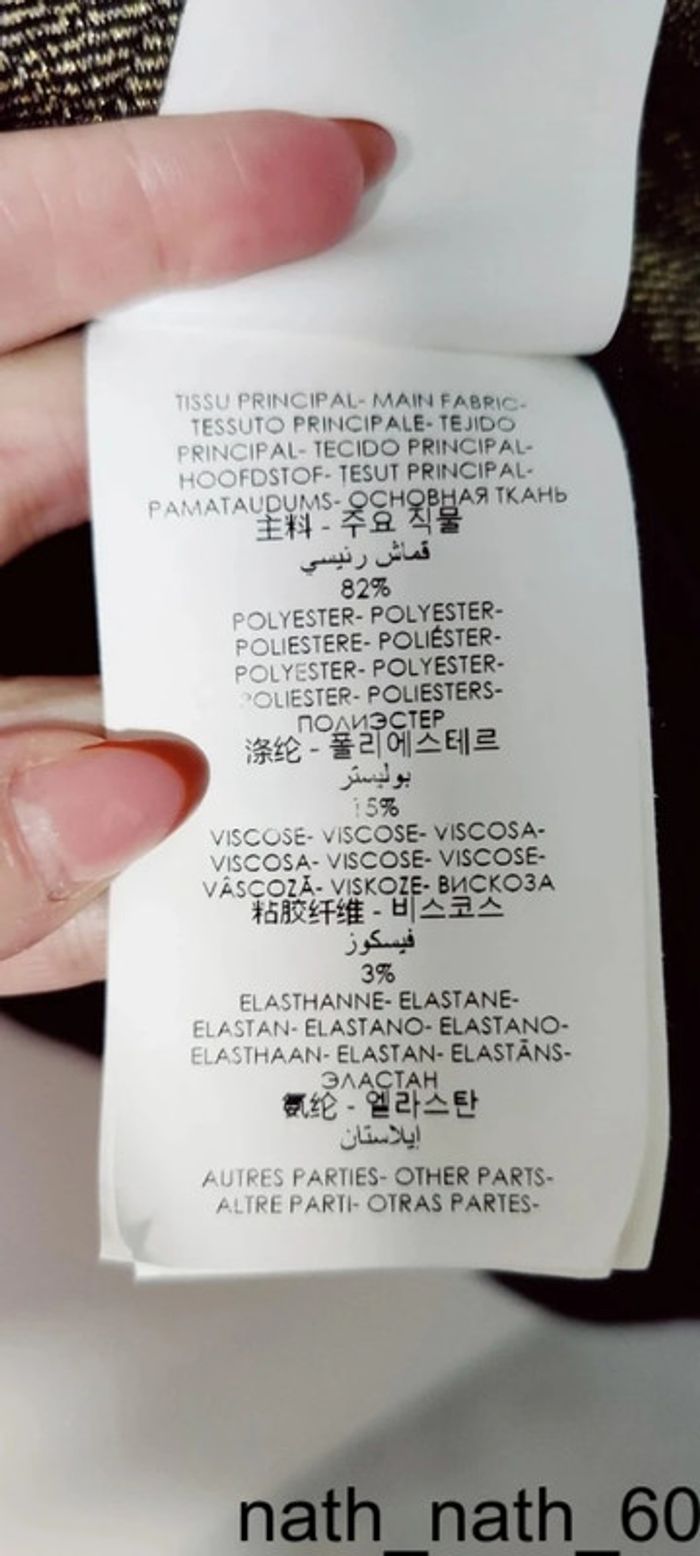 TISSU PRINCIPAL- MAIN FABRIC-
TESSUTO PRINCIPALE- TEJIDO
PRINCIPAL- TECIDO PRINCIPAL-
HOOFDSTOF- TESUT PRINCIPAL-
PAMATAUDUMS- ОСНОВНАЯ ТКАНЬ
主料 - 주요 직물
قماش رئيسي
82%
POLYESTER- POLYESTER-
POLIESTERE- POLIÉSTER-
POLYESTER- POLYESTER-
POLIESTER- POLIESTERS-
ПОЛИЭСТЕР
涤纶 - 폴리에스테르
بوليستر
15%
VISCOSE- VISCOSE- VISCOSA-
VISCOSA- VISCOSE- VISCOSE-
VÂSCOZĂ- VISKOZE- ВИСКОЗА
粘胶纤维 - 비스코스
فيسكوز
3%
ELASTHANNE- ELASTANE-
ELASTAN- ELASTANO- ELASTANO-
ELASTHAAN- ELASTAN- ELASTĀNS-
ЭЛАСТАН
氨纶 - 엘라스탄
إيلاستان
AUTRES PARTIES- OTHER PARTS-
ALTRE PARTI- OTRAS PARTES-
nath_nath_60